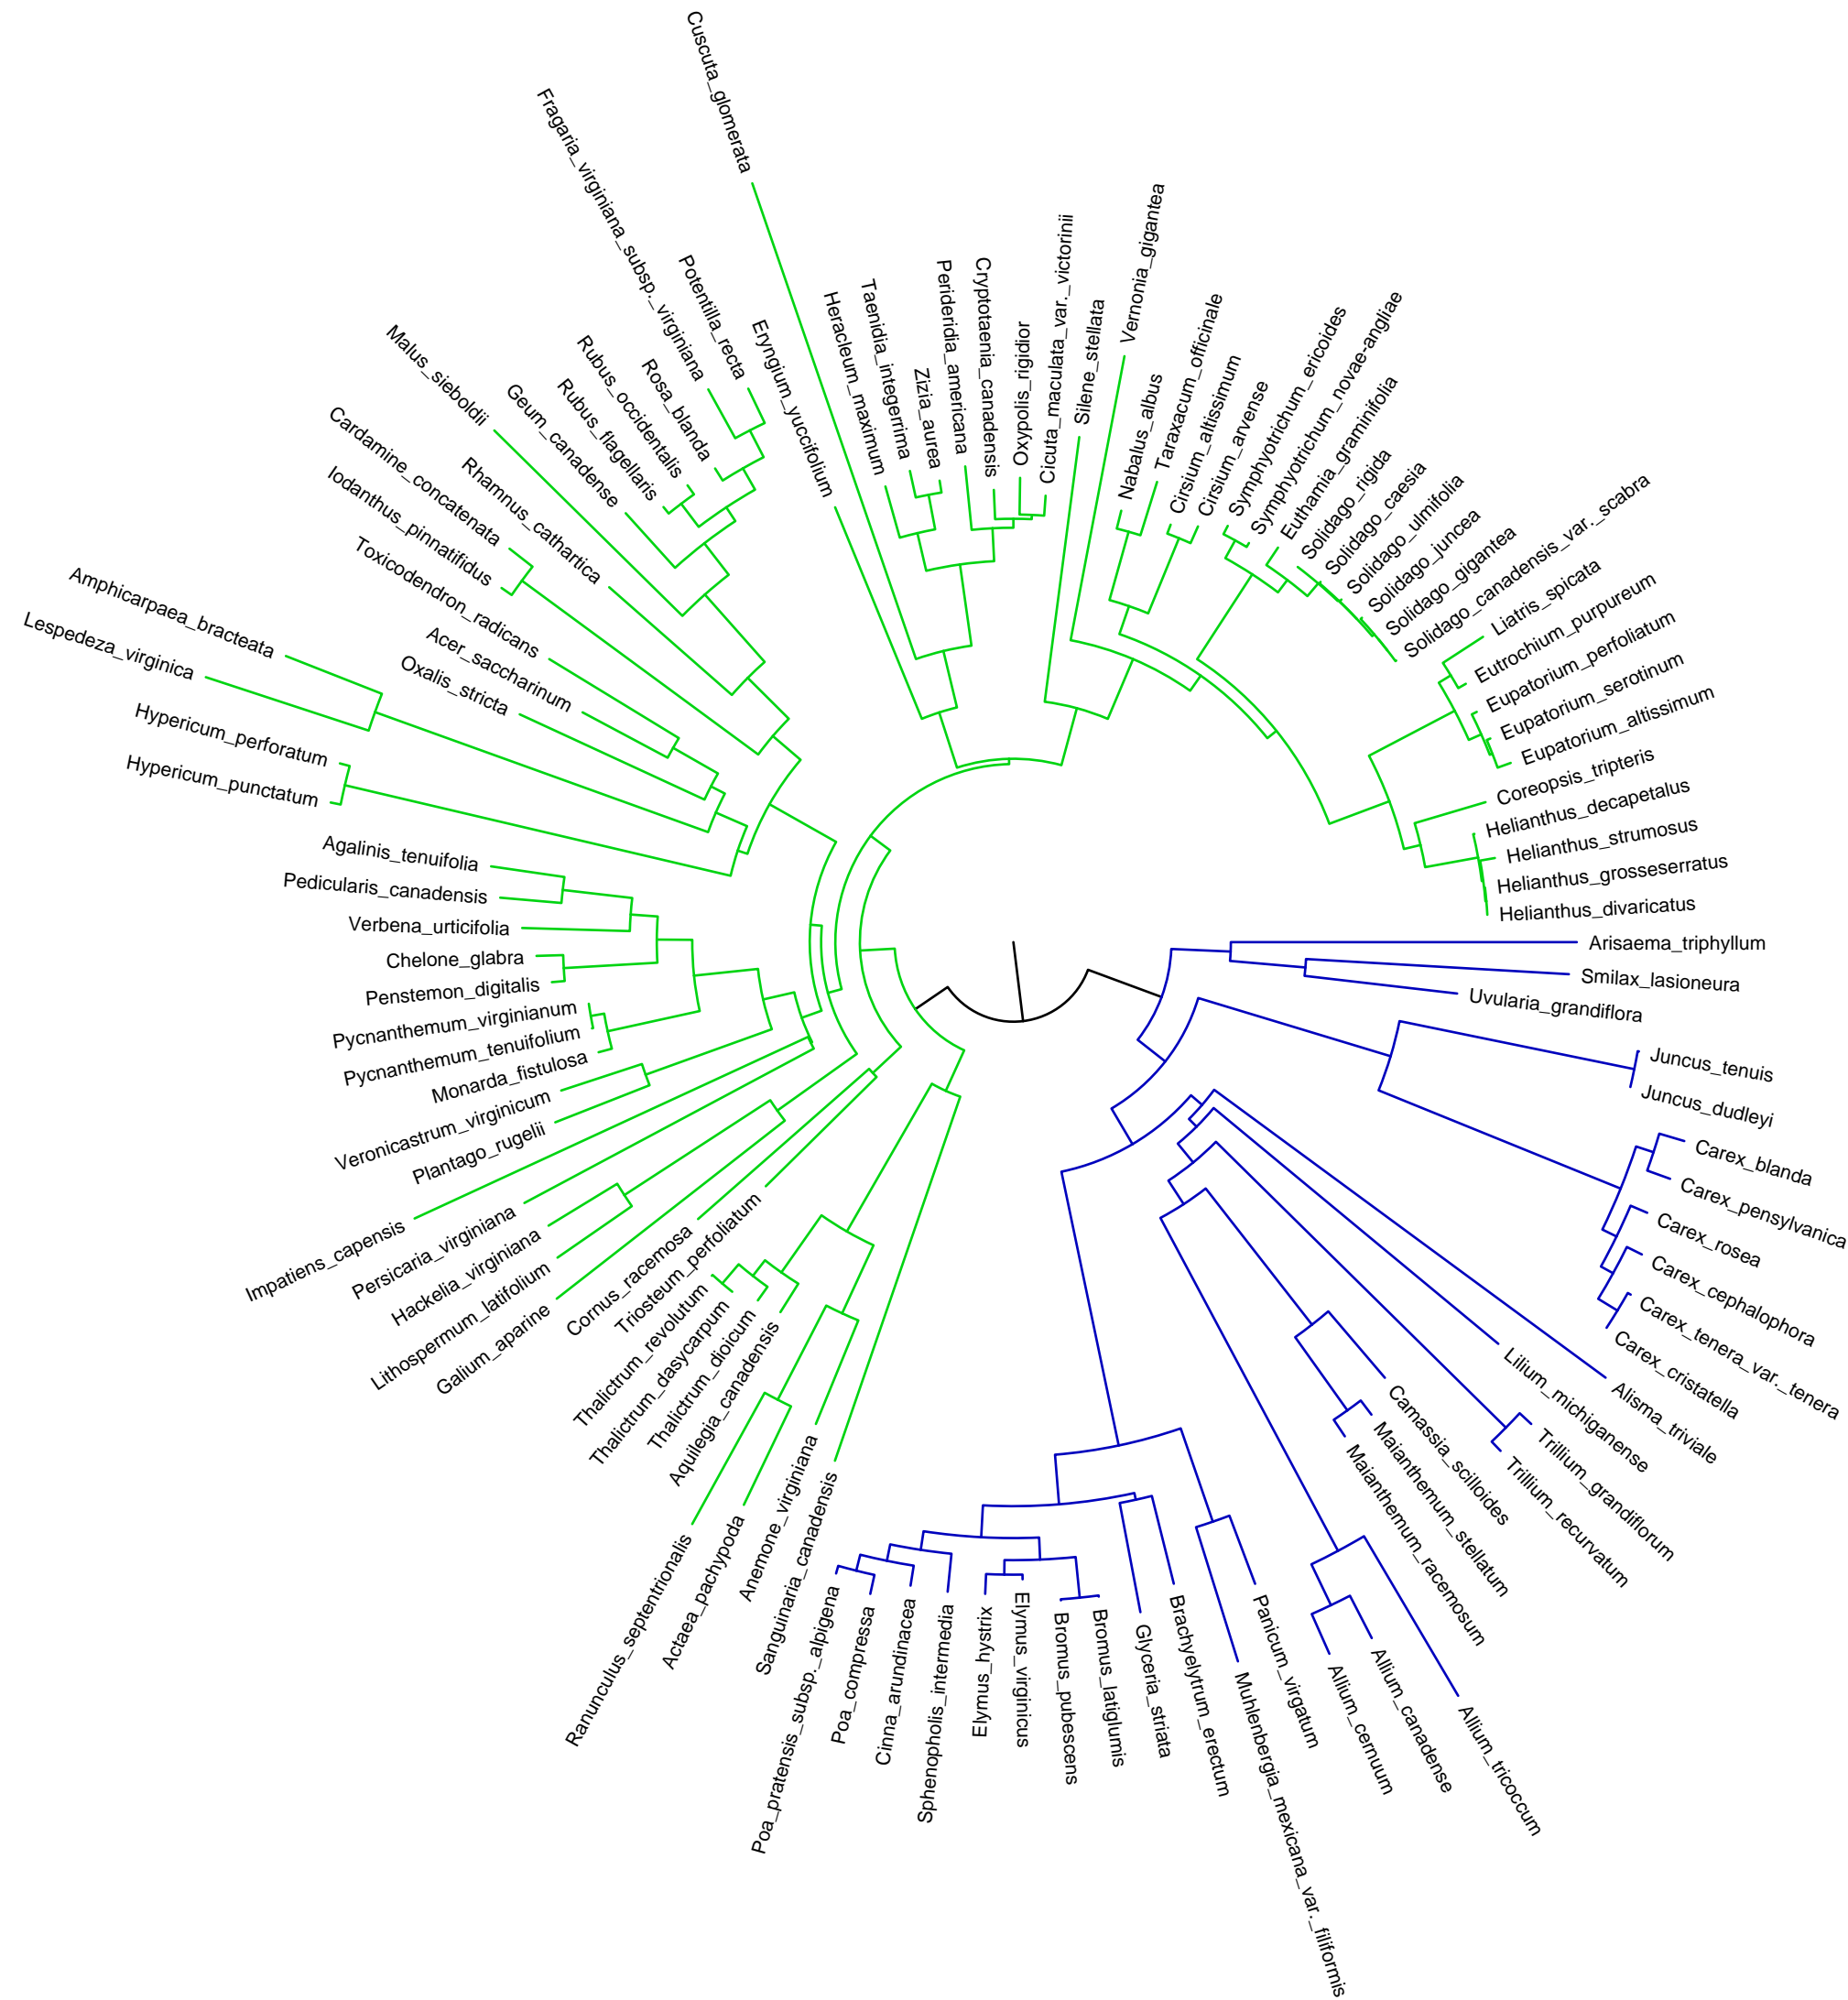 Cuscuta_glomerata
Fragaria_virginiana_subsp._virginiana
Potentilla_recta
Eryngium_yuccifolium
Heracleum_maximum
Taenidia_integerrima
Zizia_aurea
Perideridia_americana
Cryptotaenia_canadensis
Oxypolis_rigidior
Cicuta_maculata_var._victorinii
Silene_stellata
Vernonia_gigantea
Nabalus_albus
Taraxacum_officinale
Cirsium_altissimum
Cirsium_arvense
Symphyotrichum_ericoides
Symphyotrichum_novae-angliae
Euthamia_graminifolia
Solidago_rigida
Solidago_caesia
Solidago_ulmifolia
Solidago_juncea
Solidago_gigantea
Solidago_canadensis_var._scabra
Liatris_spicata
Eutrochium_purpureum
Eupatorium_perfoliatum
Eupatorium_serotinum
Eupatorium_altissimum
Coreopsis_tripteris
Helianthus_decapetalus
Helianthus_strumosus
Helianthus_grosseserratus
Helianthus_divaricatus
Arisaema_triphyllum
Smilax_lasioneura
Uvularia_grandiflora
Juncus_tenuis
Juncus_dudleyi
Carex_blanda
Carex_pensylvanica
Carex_rosea
Carex_cephalophora
Carex_tenera_var._tenera
Carex_cristatella
Alisma_triviale
Lilium_michiganense
Trillium_grandiflorum
Trillium_recurvatum
Camassia_scilloides
Maianthemum_stellatum
Maianthemum_racemosum
Allium_tricoccum
Allium_canadense
Allium_cernuum
Panicum_virgatum
Muhlenbergia_mexicana_var._filiformis
Brachyelytrum_erectum
Glyceria_striata
Bromus_latiglumis
Bromus_pubescens
Elymus_virginicus
Elymus_hystrix
Sphenopholis_intermedia
Cinna_arundinacea
Poa_compressa
Poa_pratensis_subsp._alpigena
Sanguinaria_canadensis
Anemone_virginiana
Actaea_pachypoda
Ranunculus_septentrionalis
Aquilegia_canadensis
Thalictrum_dioicum
Thalictrum_dasycarpum
Thalictrum_revolutum
Triosteum_perfoliatum
Cornus_racemosa
Galium_aparine
Lithospermum_latifolium
Hackelia_virginiana
Persicaria_virginiana
Impatiens_capensis
Plantago_rugelii
Veronicastrum_virginicum
Monarda_fistulosa
Pycnanthemum_tenuifolium
Pycnanthemum_virginianum
Penstemon_digitalis
Chelone_glabra
Verbena_urticifolia
Pedicularis_canadensis
Agalinis_tenuifolia
Hypericum_punctatum
Hypericum_perforatum
Lespedeza_virginica
Amphicarpaea_bracteata
Oxalis_stricta
Acer_saccharinum
Toxicodendron_radicans
Iodanthus_pinnatifidus
Cardamine_concatenata
Rhamnus_cathartica
Malus_sieboldii
Geum_canadense
Rubus_flagellaris
Rubus_occidentalis
Rosa_blanda